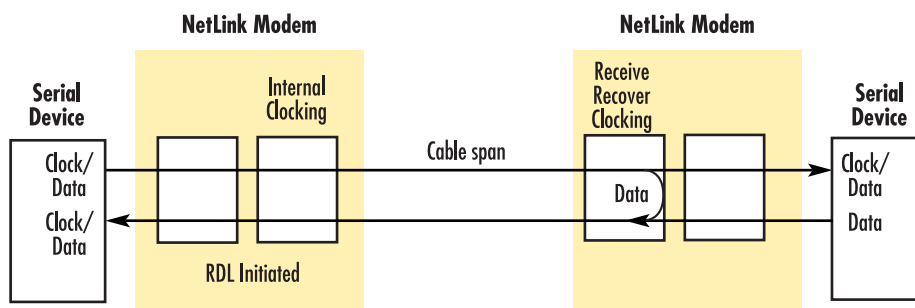 NetLink Modem
NetLink Modem
Serial
Device
Internal
Clocking
Receive
Recover
Clocking
Serial
Device
Clock/
Data
Cable span
Clock/
Data
Clock/
Data
Data
Data
RDL Initiated